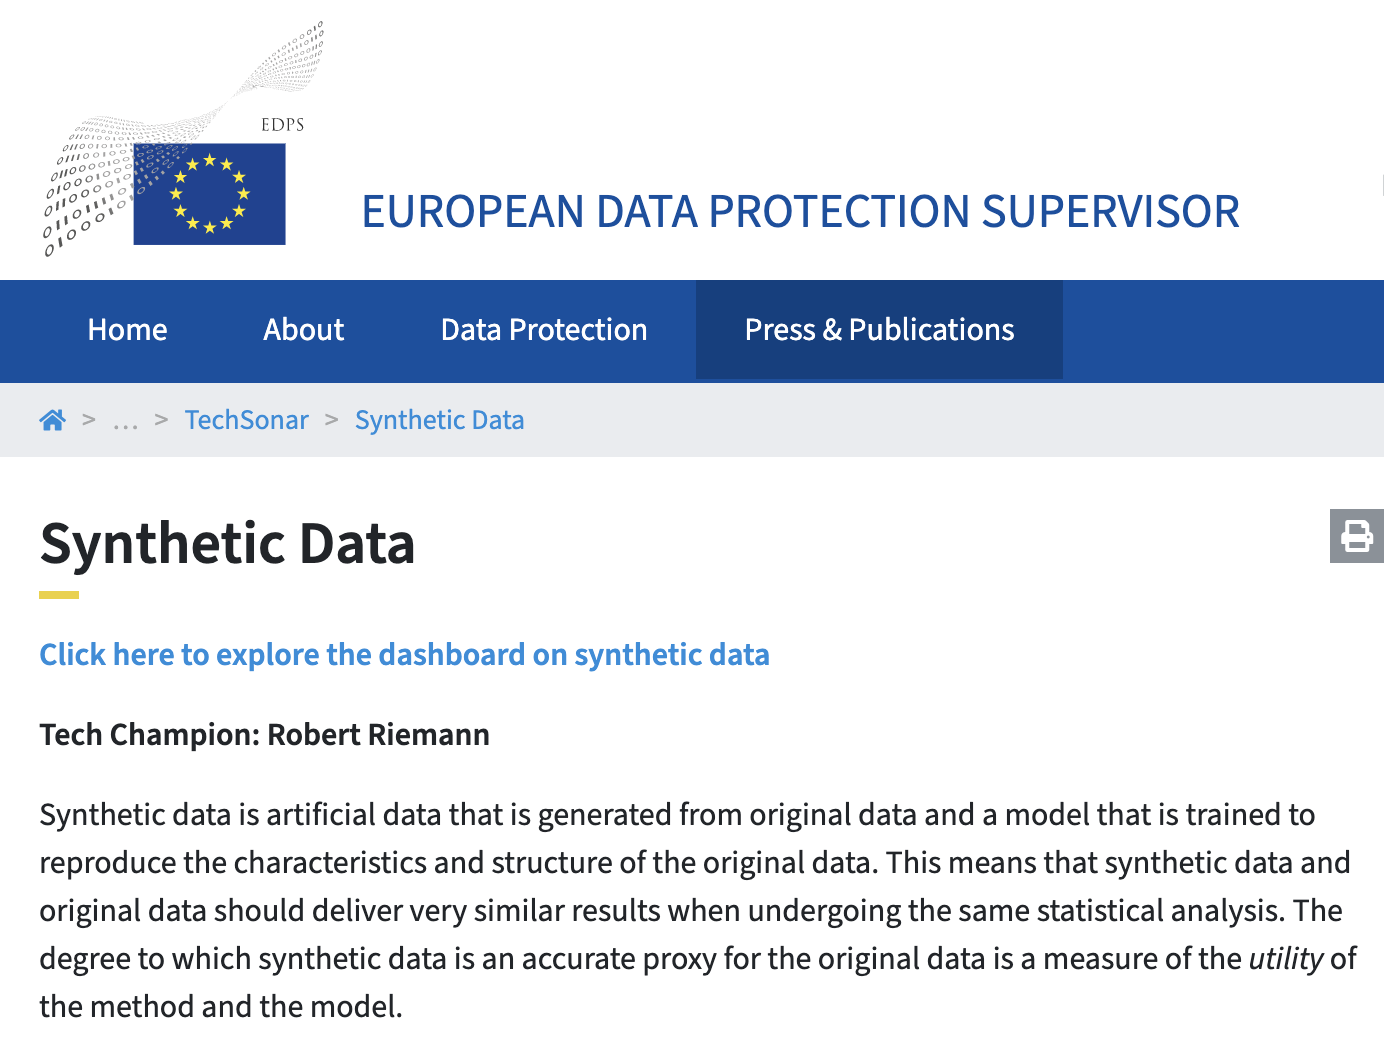 EDPS
EUROPEAN DATA PROTECTION SUPERVISOR
Home About Data Protection Press & Publications
> … > TechSonar > Synthetic Data
Synthetic Data
Click here to explore the dashboard on synthetic data
Tech Champion: Robert Riemann
Synthetic data is artificial data that is generated from original data and a model that is trained to
reproduce the characteristics and structure of the original data. This means that synthetic data and
original data should deliver very similar results when undergoing the same statistical analysis. The
degree to which synthetic data is an accurate proxy for the original data is a measure of the utility of
the method and the model.